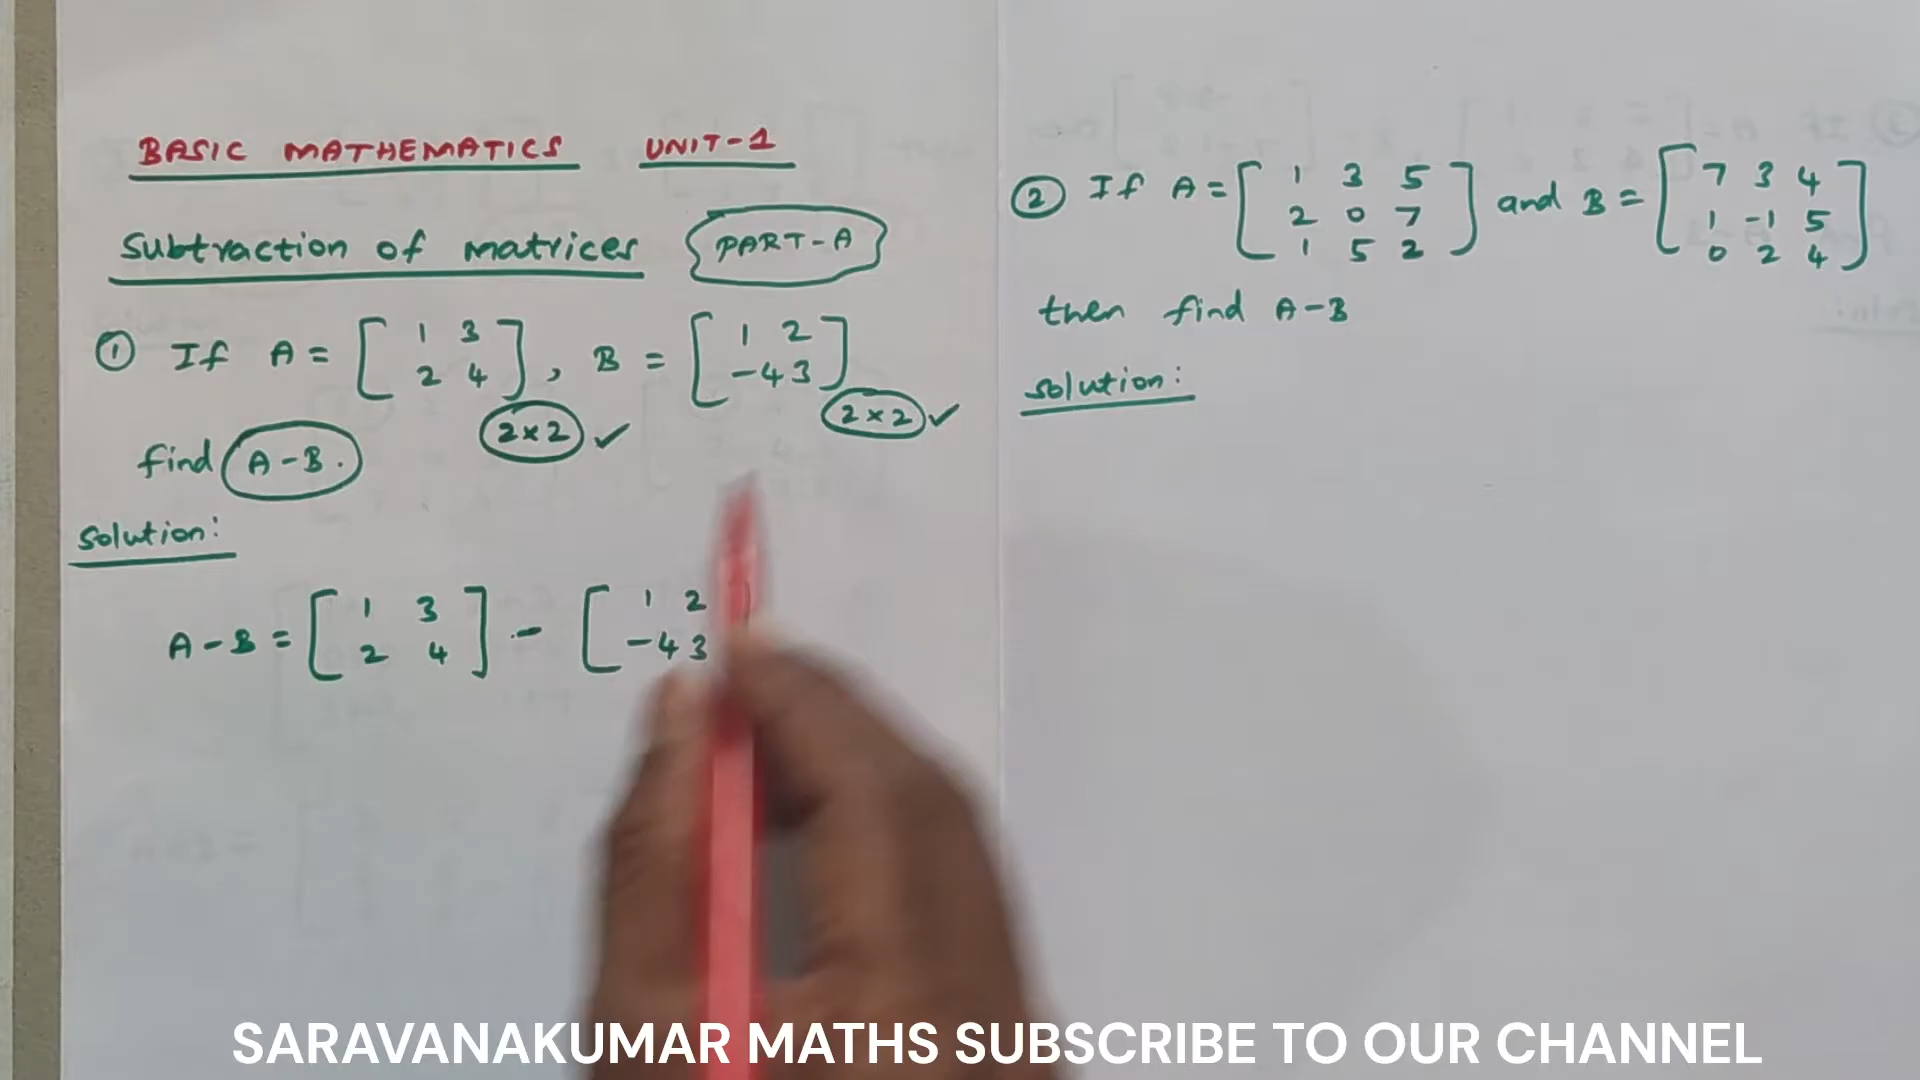 BASIC MATHEMATICS UNIT-1
Subtraction of matrices PART-A
① If A = [ 1 3 ], B = [ 1 2 ]
2 4 -4 3
2×2 ✓ 2×2 ✓
find A-B.
Solution:
A-B = [ 1 3 ] - [ 1 2 ]
2 4 -4 3
② If A = [ 1 3 5 ] and B = [ 7 3 4 ]
2 0 7 1 -1 5
1 5 2 0 2 4
then find A-B
solution:
SARAVANAKUMAR MATHS SUBSCRIBE TO OUR CHANNEL